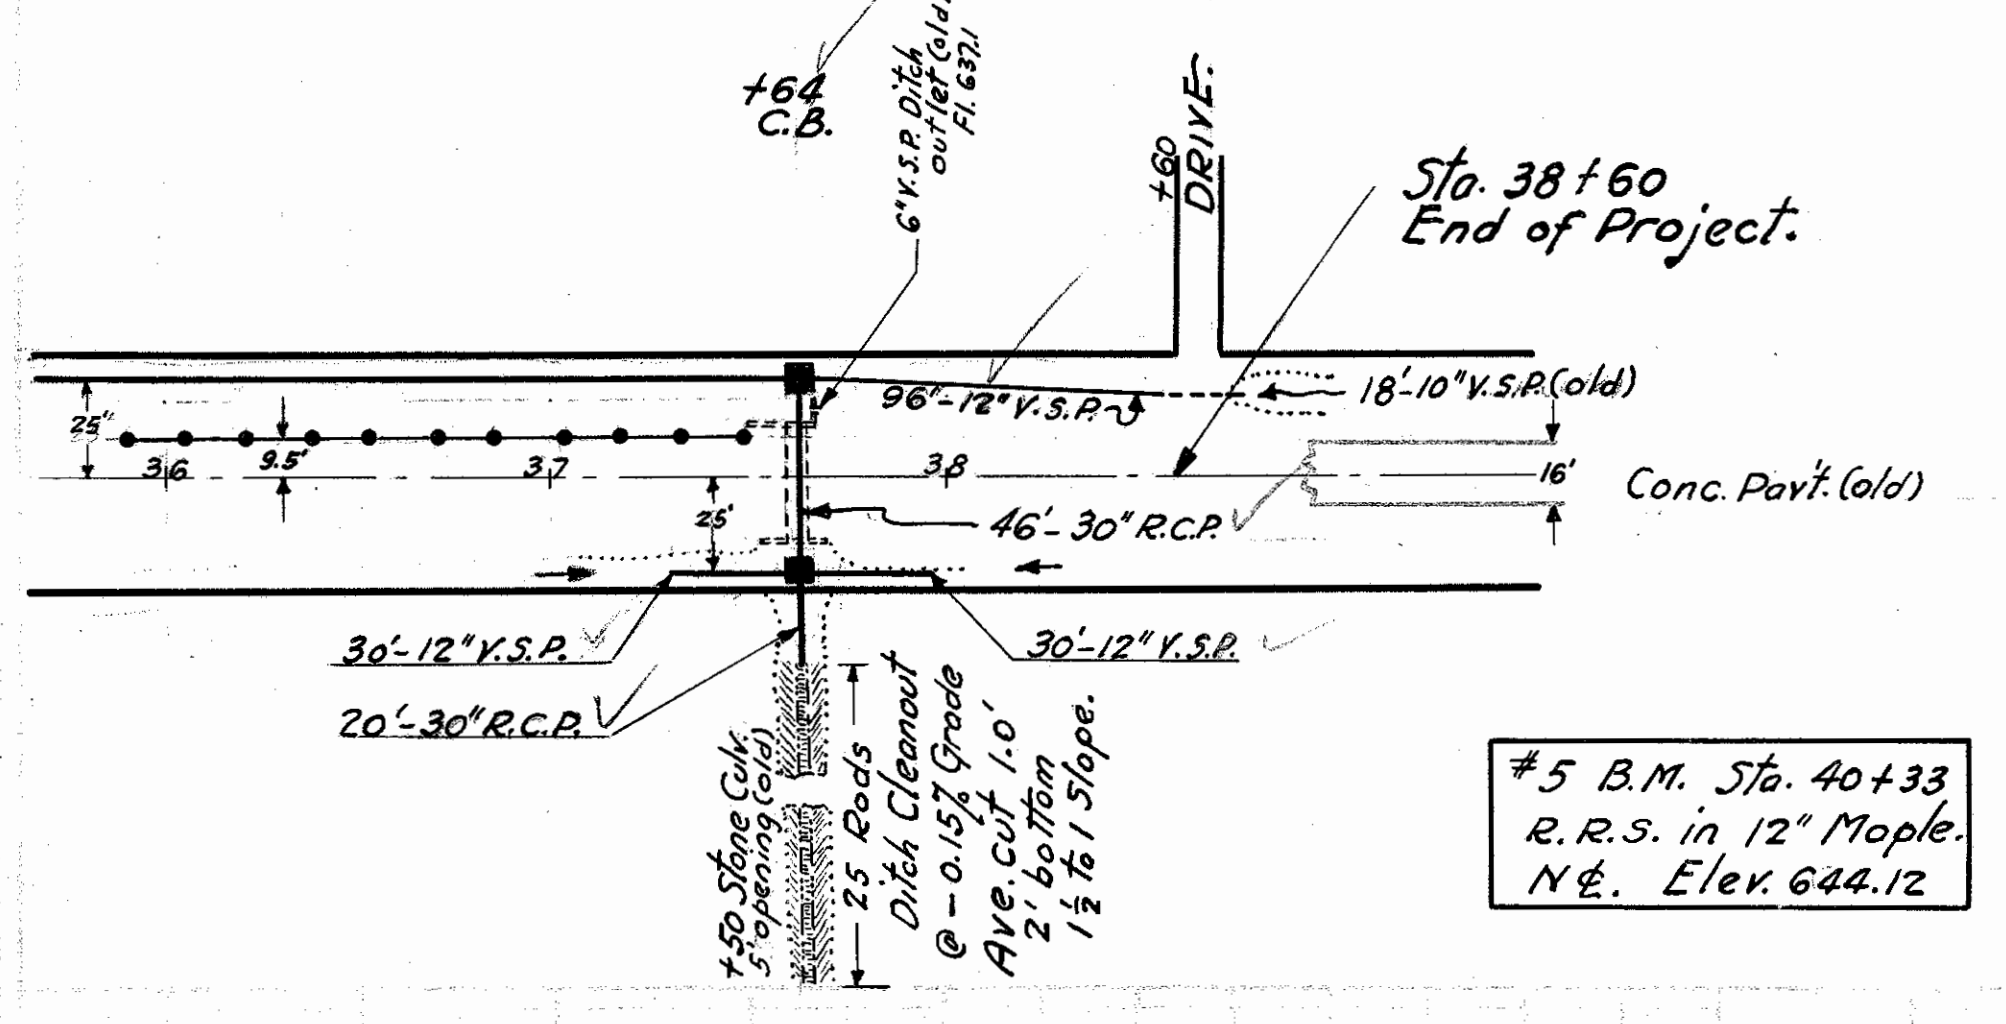 +64
C.B.
6" V.S.P. Ditch
outlet (old)
Fl. 637.1
+60
DRIVE.
Sta. 38+60
End of Project.
96'-12" V.S.P.
18'-10" V.S.P. (old)
25'
9.5'
36
37
38
25'
46'-30" R.C.P.
16'
Conc. Pav't. (old)
30'-12" V.S.P.
30'-12" V.S.P.
20'-30" R.C.P.
+50 Stone Culv.
5' opening (old)
25 Rods
Ditch Cleanout
@ - 0.15% Grade
Ave. cut 1.0'
2' bottom
1½ to 1 Slope.
#5 B.M. Sta. 40+33
R.R.S. in 12" Mople.
N ℄. Elev. 644.12